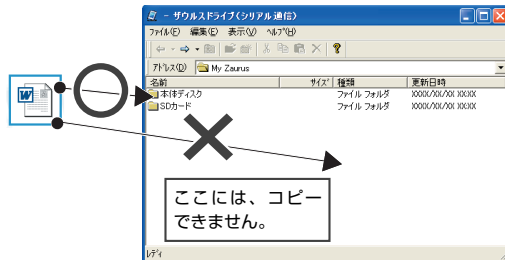 - ザウルスドライブ(シリアル通信)
ファイル(F) 編集(E) 表示(V) ヘルプ(H)
アドレス(D) My Zaurus
名前 サイズ 種類 更新日時
本体ディスク ファイル フォルダ XXXX/XX/XX XX:XX
SDカード ファイル フォルダ XXXX/XX/XX XX:XX
ここには、コピー
できません。
レディ